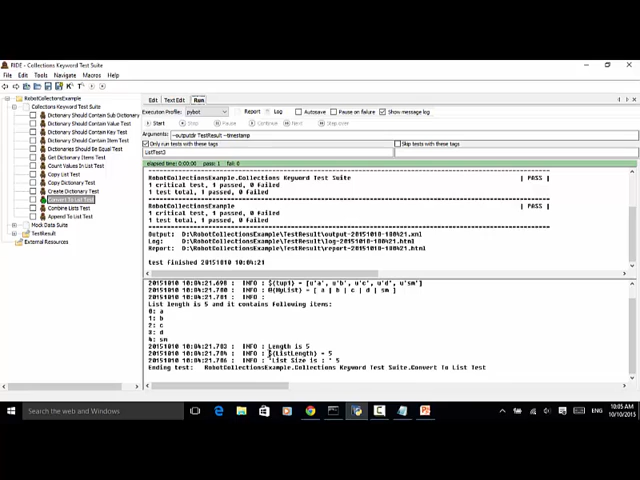 RIDE - Collections Keyword Test Suite
File Edit Tools Navigate Macros Help
RobotCollectionsExample
Collections Keyword Test Suite
Dictionary Should Contain Sub Dictionary
Dictionary Should Contain Value Test
Dictionary Should Contain Key Test
Dictionary Should Contain Item Test
Dictionaries Should Be Equal Test
Get Dictionary Items Test
Count Values In List Test
Copy List Test
Copy Dictionary Test
Create Dictionary Test
Convert To List Test
Combine Lists Test
Append To List Test
Mock Data Suite
TestResult
External Resources
Edit Text Edit Run
Execution Profile: pybot Report Log Autosave Pause on failure Show message log
Start Stop Pause Continue Next Step over
Arguments: --outputdir TestResult --timestamp
Only run tests with these tags Skip tests with these tags
ListTest3
elapsed time: 0:00:00 pass: 1 fail: 0
RobotCollectionsExample.Collections Keyword Test Suite | PASS |
1 critical test, 1 passed, 0 failed
1 test total, 1 passed, 0 failed
RobotCollectionsExample | PASS |
1 critical test, 1 passed, 0 failed
1 test total, 1 passed, 0 failed
Output: D:\RobotCollectionsExample\TestResult\output-20151010-100421.xml
Log: D:\RobotCollectionsExample\TestResult\log-20151010-100421.html
Report: D:\RobotCollectionsExample\TestResult\report-20151010-100421.html
test finished 20151010 10:04:21
20151010 10:04:21.698 : INFO : ${tup1} = [u'a', u'b', u'c', u'd', u'sm']
20151010 10:04:21.701 : INFO : @{MyList} = [ a | b | c | d | sm ]
20151010 10:04:21.781 : INFO :
List length is 5 and it contains following items:
0: a
1: b
2: c
3: d
4: sm
20151010 10:04:21.783 : INFO : Length is 5
20151010 10:04:21.784 : INFO : ${ListLength} = 5
20151010 10:04:21.786 : INFO : 'List Size is : ' 5
Ending test: RobotCollectionsExample.Collections Keyword Test Suite.Convert To List Test
Search the web and Windows
ENG
10:05 AM
10/10/2015